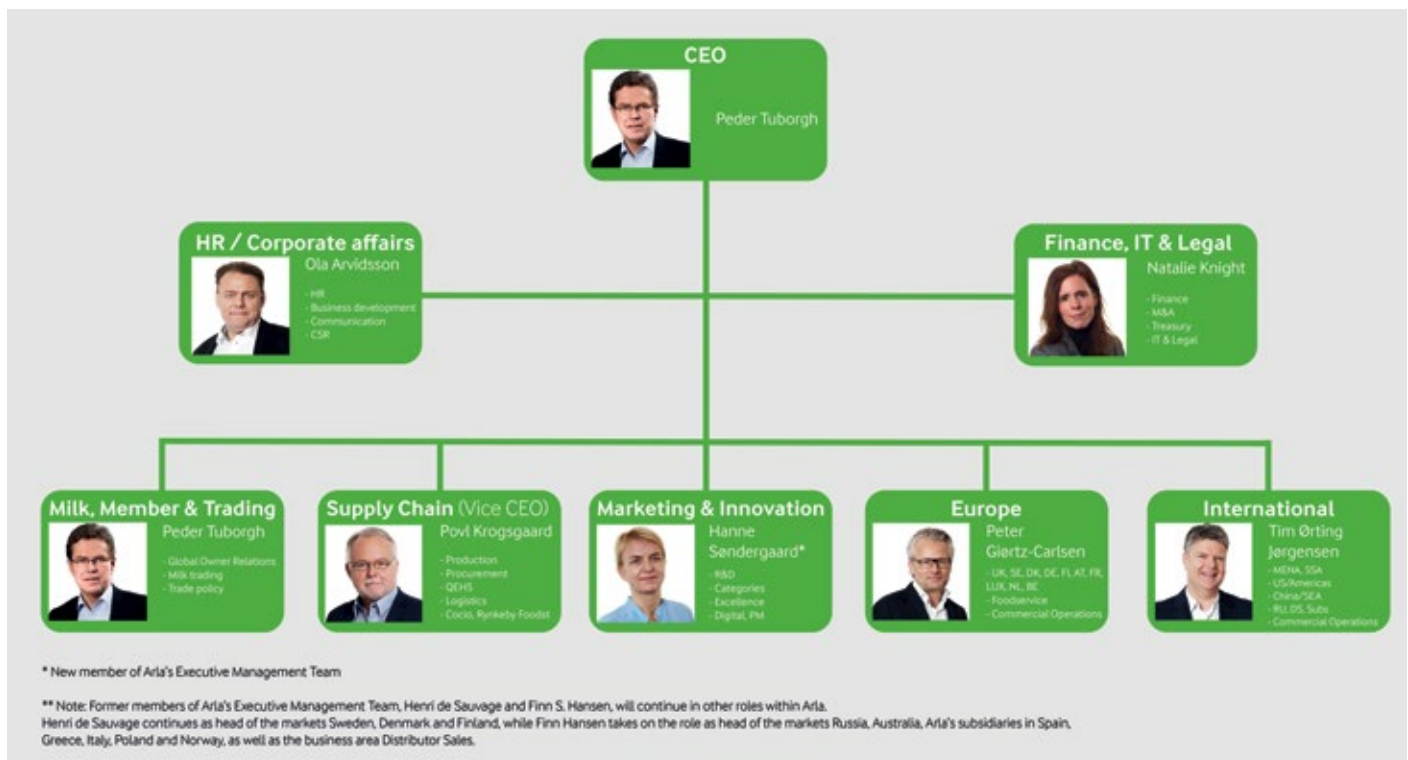 CEO
Peder Tuborgh
HR / Corporate affairs
Ola Arvidsson
- HR
- Business development
- Communication
- CSR
Finance, IT & Legal
Natalie Knight
- Finance
- M&A
- Treasury
- IT & Legal
Milk, Member & Trading
Peder Tuborgh
- Global Owner Relations
- Milk trading
- Trade policy
Supply Chain (Vice CEO)
Povl Krogsgaard
- Production
- Procurement
- QEHS
- Logistics
- Cocio, Rynkeby Foodst
Marketing & Innovation
Hanne
Søndergaard*
- R&D
- Categories
- Excellence
- Digital, PM
Europe
Peter
Giørtz-Carlsen
- UK, SE, DK, DE, FI, AT, FR,
LUX, NL, BE
- Foodservice
- Commercial Operations
International
Tim Ørting
Jørgensen
- MENA, SSA
- US/Americas
- China/SEA
- RU, DS, Subs
- Commercial Operations
* New member of Arla's Executive Management Team
** Note: Former members of Arla's Executive Management Team, Henri de Sauvage and Finn S. Hansen, will continue in other roles within Arla.
Henri de Sauvage continues as head of the markets Sweden, Denmark and Finland, while Finn Hansen takes on the role as head of the markets Russia, Australia, Arla's subsidiaries in Spain,
Greece, Italy, Poland and Norway, as well as the business area Distributor Sales.